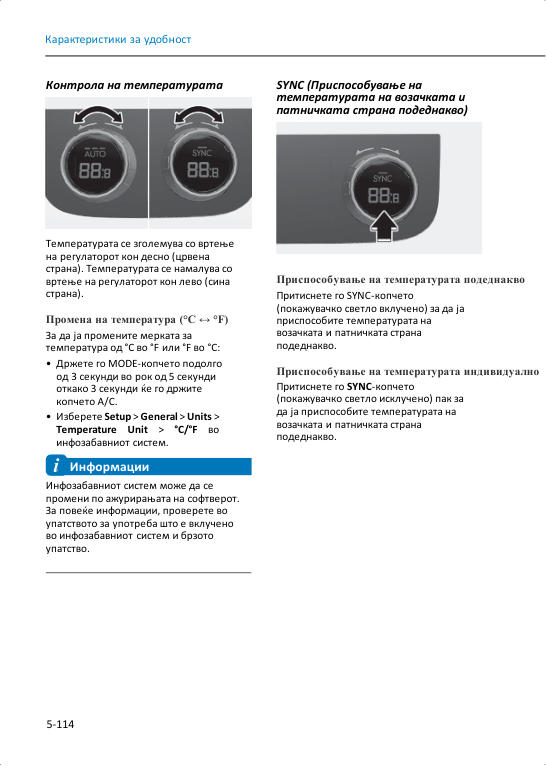 Карактеристики за удобност
Контрола на температурата
AUTO
88:8
SYNC
88:8
Температурата се зголемува со вртење
на регулаторот кон десно (црвена
страна). Температурата се намалува со
вртење на регулаторот кон лево (сина
страна).
Промена на температура (°C ↔ °F)
За да ја промените мерката за
температура од °C во °F или °F во °C:
• Држете го MODE-копчето подолго
од 3 секунди во рок од 5 секунди
откако 3 секунди ќе го држите
копчето A/C.
• Изберете Setup > General > Units >
Temperature Unit > °C/°F во
инфозабавниот систем.
i Информации
Инфозабавниот систем може да се
промени по ажурирањата на софтверот.
За повеќе информации, проверете во
упатството за употреба што е вклучено
во инфозабавниот систем и брзото
упатство.
SYNC (Приспособување на
температурата на возачката и
патничката страна подеднакво)
SYNC
88:8
Приспособување на температурата подеднакво
Притиснете го SYNC-копчето
(покажувачко светло вклучено) за да ја
приспособите температурата на
возачката и патничката страна
подеднакво.
Приспособување на температурата индивидуално
Притиснете го SYNC-копчето
(покажувачко светло исклучено) пак за
да ја приспособите температурата на
возачката и патничката страна
подеднакво.
5-114